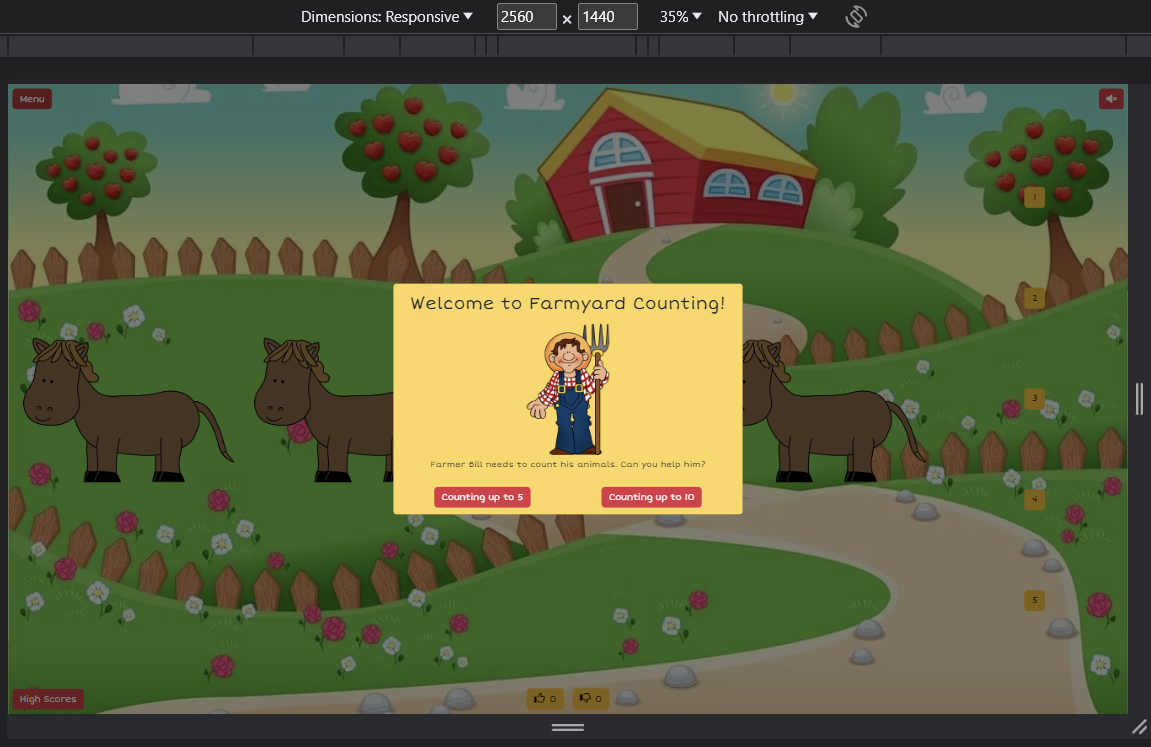 Dimensions: Responsive 2560 × 1440 35% No throttling
Menu
1
2
Welcome to Farmyard Counting!
3
Farmer Bill needs to count his animals. Can you help him?
Counting up to 5 Counting up to 10
4
5
High Scores 0 0